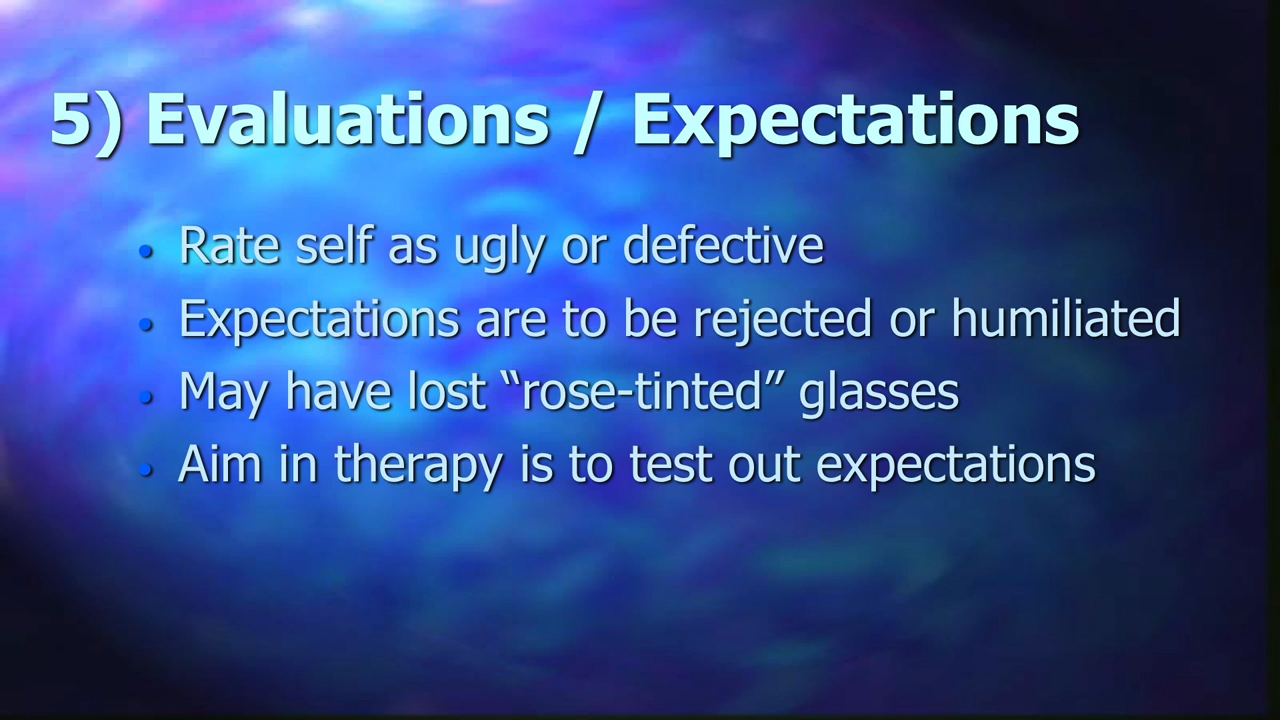 5) Evaluations / Expectations
• Rate self as ugly or defective
• Expectations are to be rejected or humiliated
• May have lost “rose-tinted” glasses
• Aim in therapy is to test out expectations